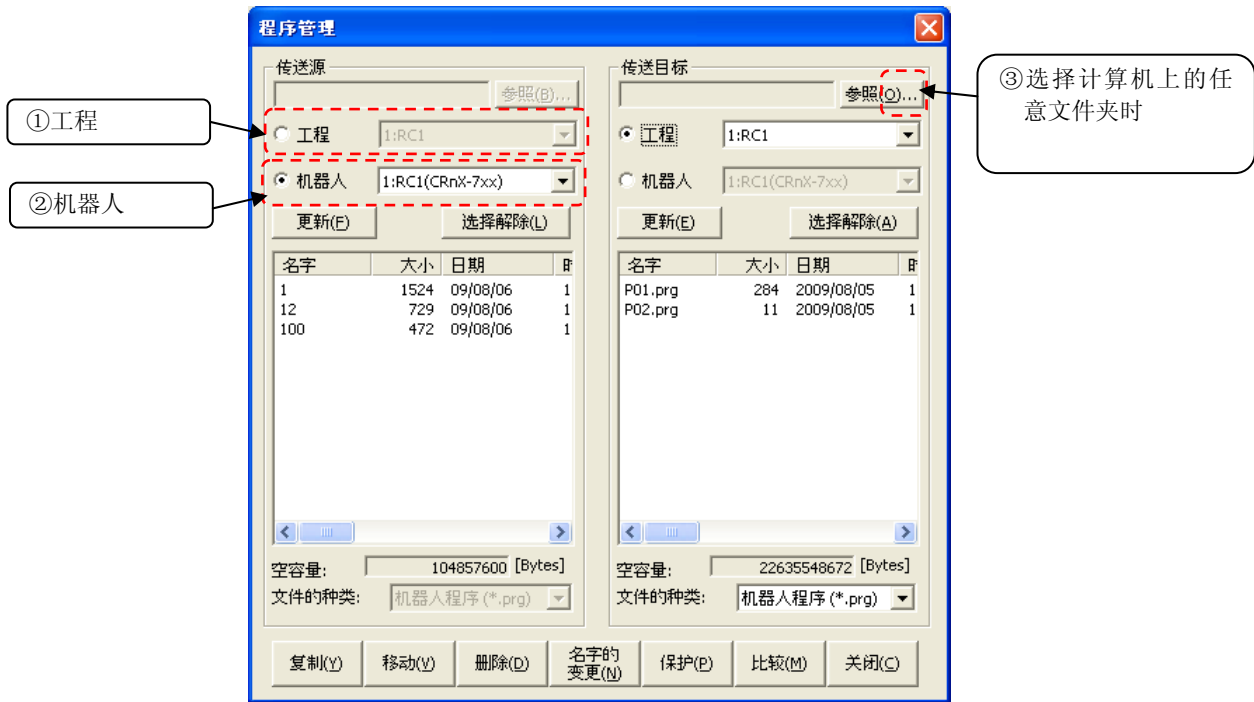 程序管理
传送源
参照(B)...
工程
1:RC1
机器人
1:RC1(CRnX-7xx)
更新(F)
选择解除(L)
名字 大小 日期
1 1524 09/08/06 1
12 729 09/08/06 1
100 472 09/08/06 1
空容量: 104857600 [Bytes]
文件的种类: 机器人程序 (*.prg)
传送目标
参照(O)...
工程
1:RC1
机器人
1:RC1(CRnX-7xx)
更新(E)
选择解除(A)
名字 大小 日期
P01.prg 284 2009/08/05 1
P02.prg 11 2009/08/05 1
空容量: 22635548672 [Bytes]
文件的种类: 机器人程序 (*.prg)
复制(Y)
移动(V)
删除(D)
名字的
变更(N)
保护(P)
比较(M)
关闭(C)
①工程
②机器人
③选择计算机上的任
意文件夹时